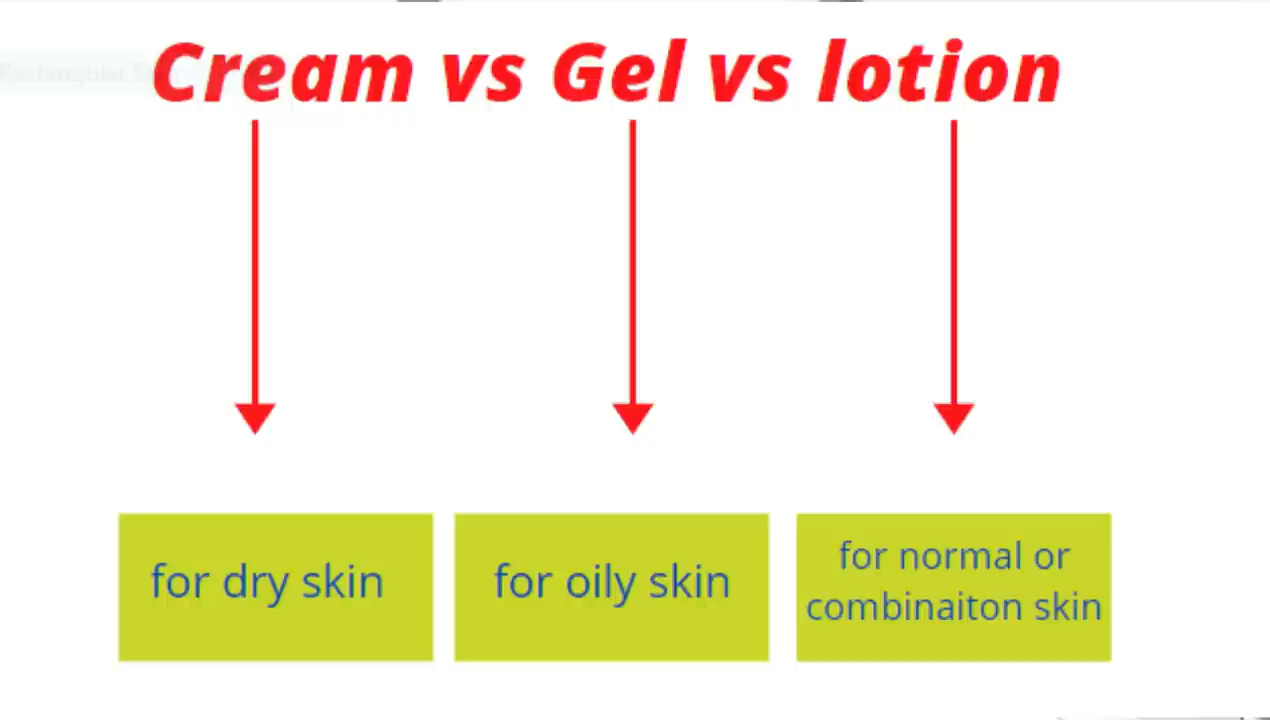 Cream vs Gel vs lotion
for dry skin
for oily skin
for normal or
combinaiton skin